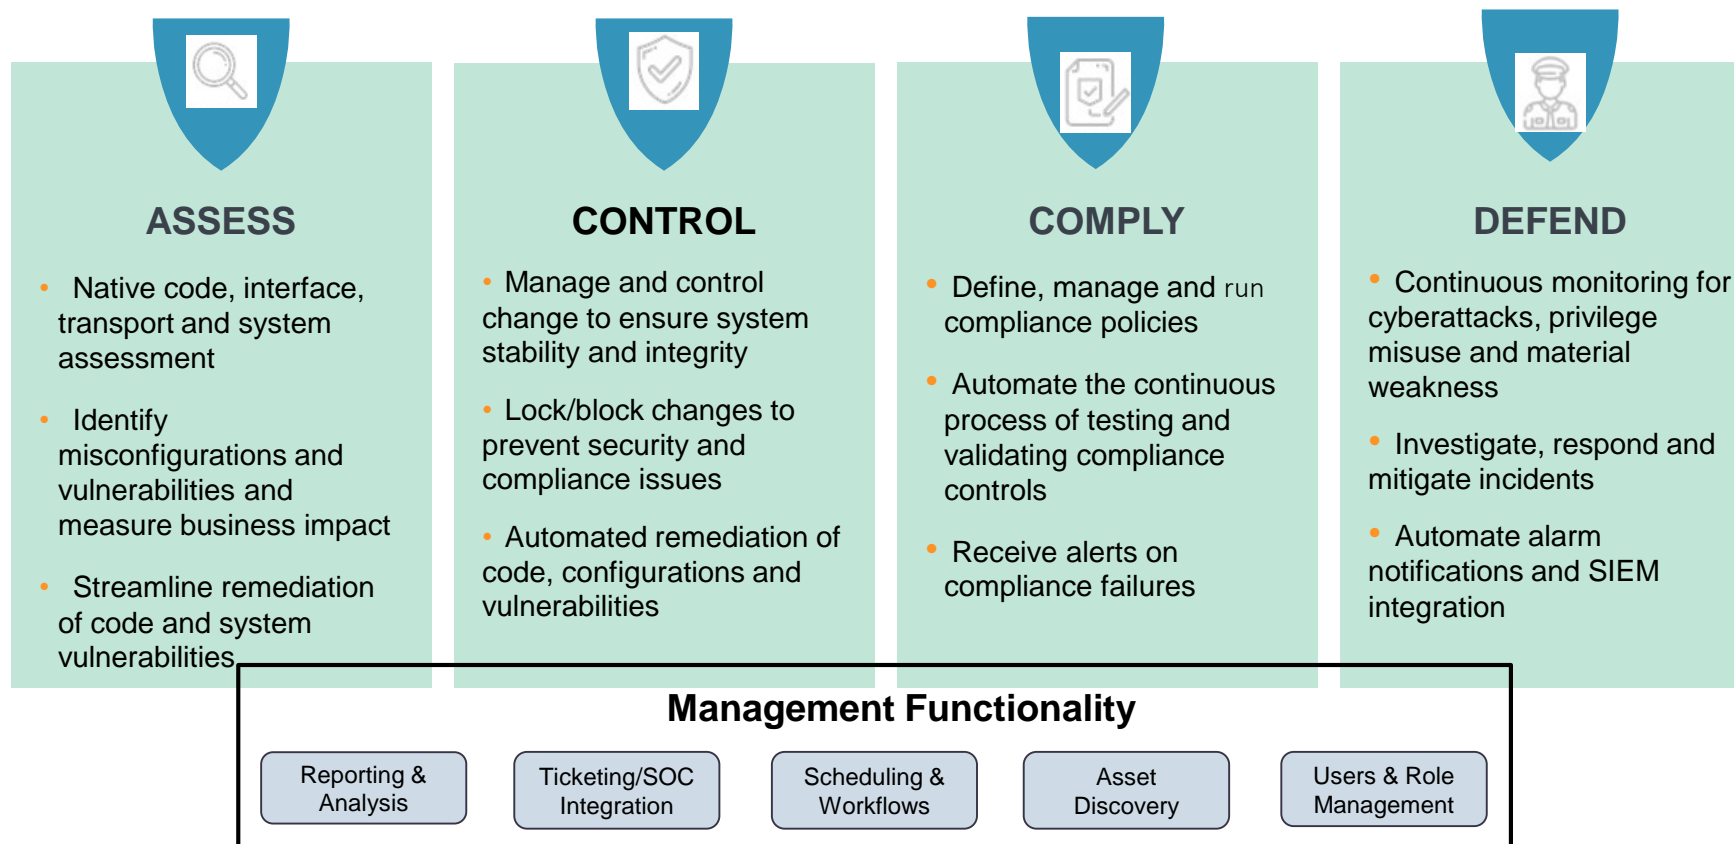 ASSESS
• Native code, interface,
transport and system
assessment
• Identify
misconfigurations and
vulnerabilities and
measure business impact
• Streamline remediation
of code and system
vulnerabilities
CONTROL
• Manage and control
change to ensure system
stability and integrity
• Lock/block changes to
prevent security and
compliance issues
• Automated remediation of
code, configurations and
vulnerabilities
COMPLY
• Define, manage and run
compliance policies
• Automate the continuous
process of testing and
validating compliance
controls
• Receive alerts on
compliance failures
DEFEND
• Continuous monitoring for
cyberattacks, privilege
misuse and material
weakness
• Investigate, respond and
mitigate incidents
• Automate alarm
notifications and SIEM
integration
Management Functionality
Reporting &
Analysis
Ticketing/SOC
Integration
Scheduling &
Workflows
Asset
Discovery
Users & Role
Management